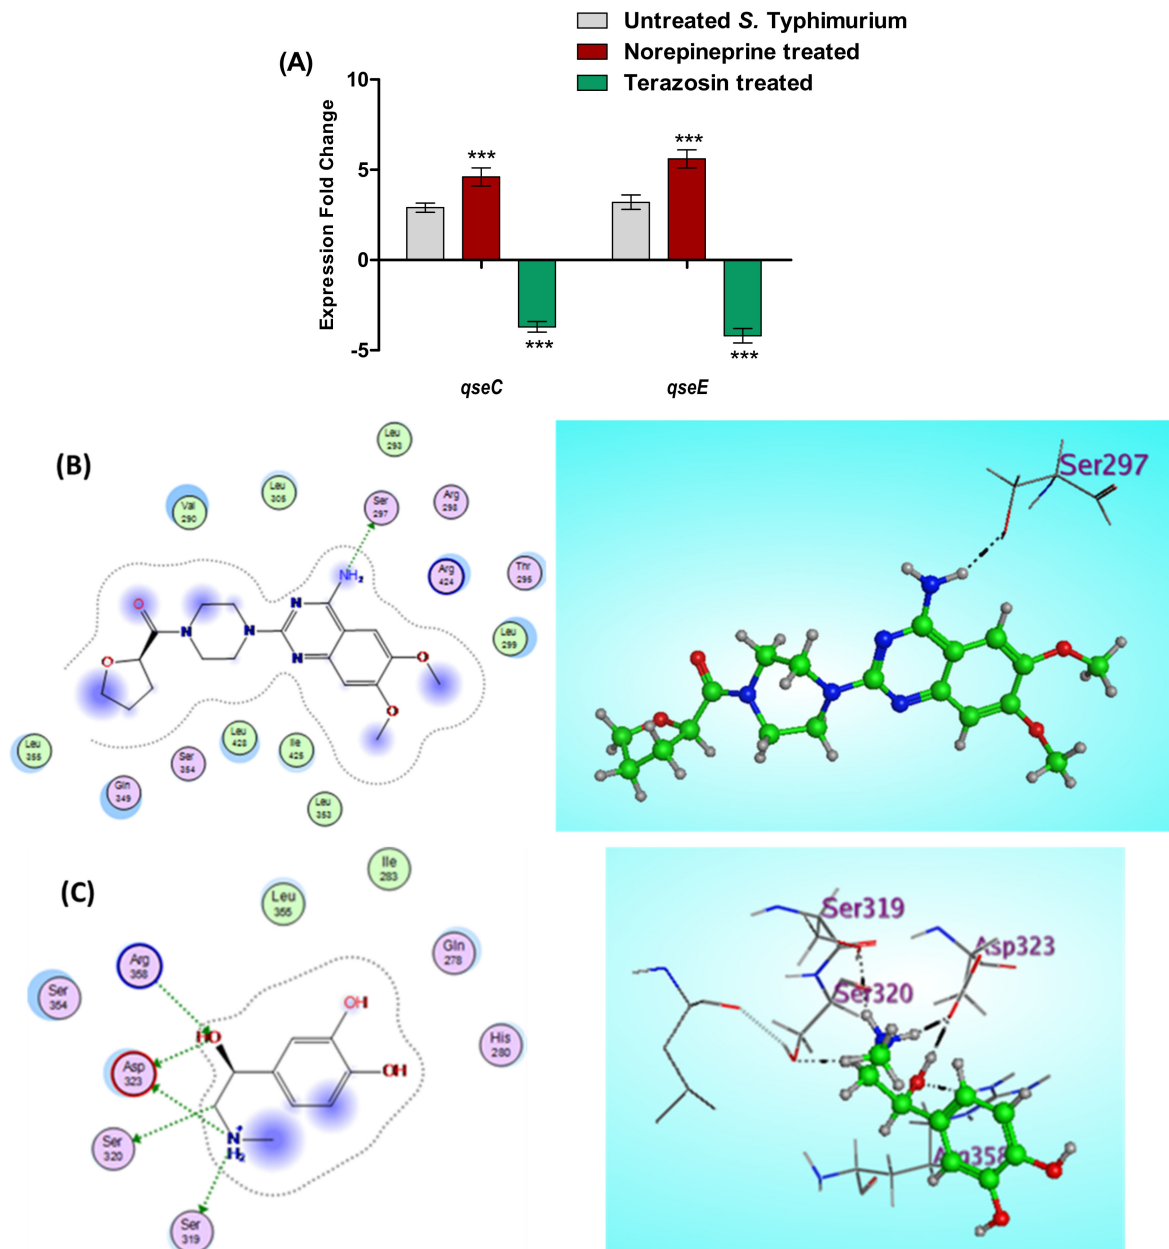 Untreated S. Typhimurium
Norepineprine treated
Terazosin treated
(A)
Expression Fold Change
10
5
0
-5
***
***
***
***
qseC
qseE
(B)
Leu
293
Leu
305
Val
290
Ser
297
Arg
298
Arg
424
Thr
295
Leu
299
NH2
N
N
N
N
O
O
O
O
Leu
355
Gln
349
Ser
354
Leu
428
Ile
425
Leu
353
Ser297
(C)
Ile
283
Leu
355
Arg
358
Gln
278
Ser
354
His
280
Asp
323
Ser
320
Ser
319
HO
OH
OH
N+
H2
Ser319
Asp323
Ser320
Arg358